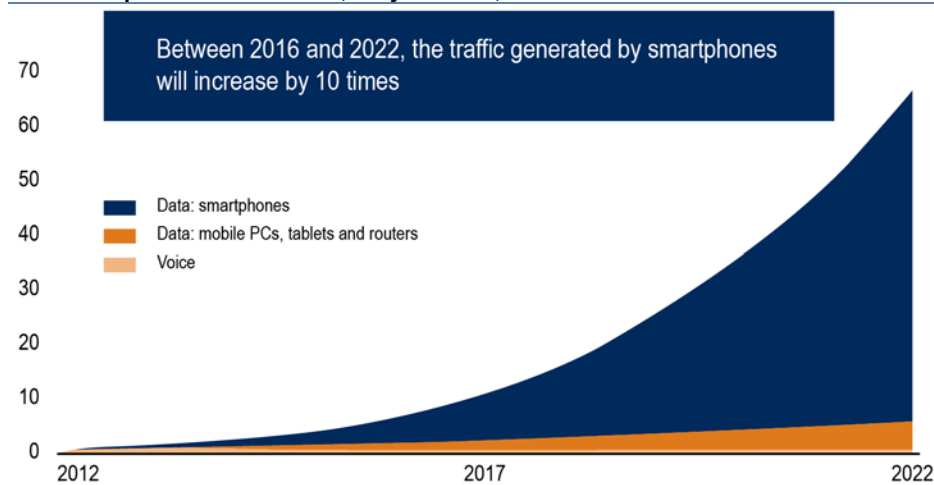 Between 2016 and 2022, the traffic generated by smartphones
will increase by 10 times
70
60
50
40
30
20
10
0
Data: smartphones
Data: mobile PCs, tablets and routers
Voice
2012 2017 2022